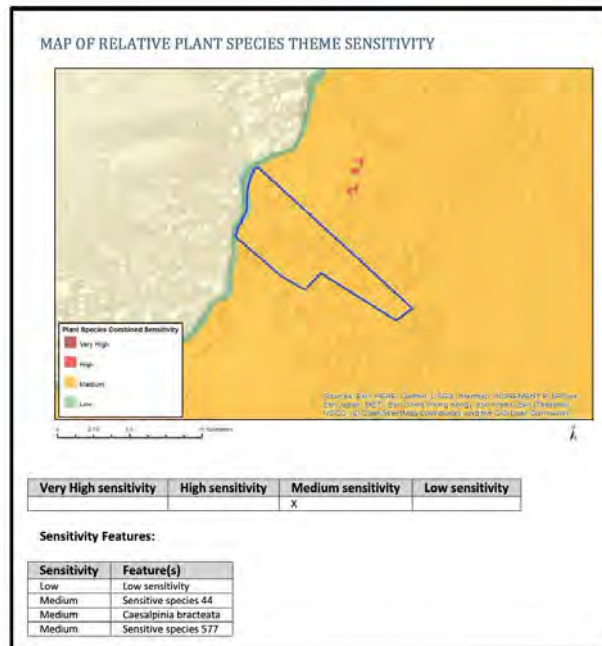 MAP OF RELATIVE PLANT SPECIES THEME SENSITIVITY
Plant Species Combined Sensitivity
Very High
High
Medium
Low
Very High sensitivity High sensitivity Medium sensitivity Low sensitivity
X
Sensitivity Features:
Sensitivity Feature(s)
Low Low sensitivity
Medium Sensitive species 44
Medium Caesalpinia bracteata
Medium Sensitive species 577